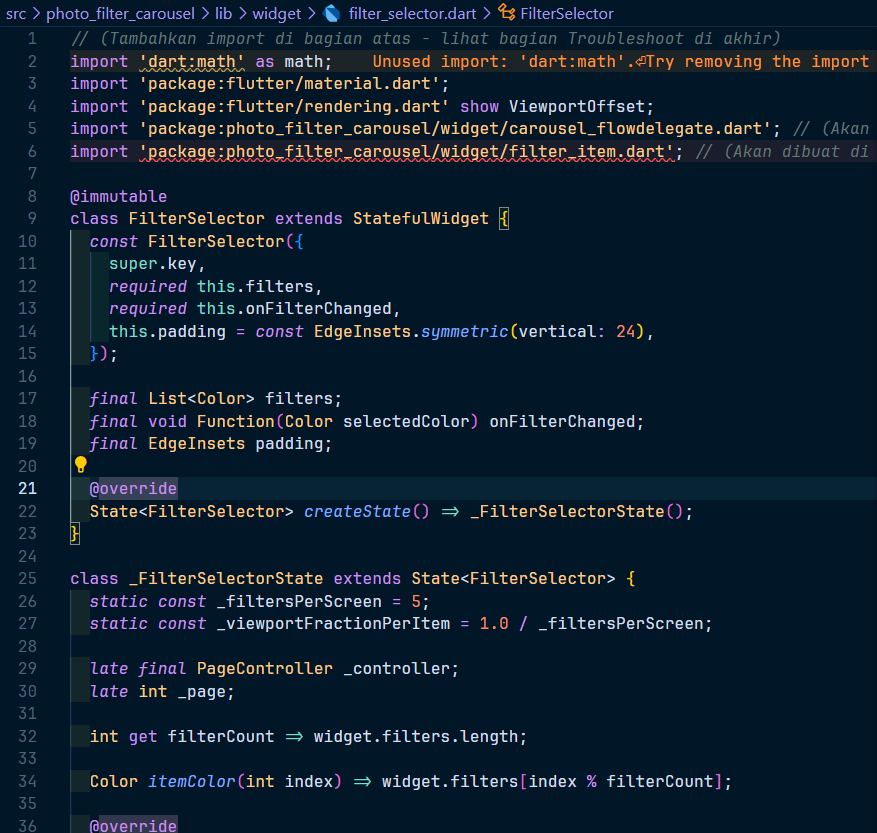 src > photo_filter_carousel > lib > widget > filter_selector.dart > FilterSelector
1 // (Tambahkan import di bagian atas - lihat bagian Troubleshoot di akhir)
2 import 'dart:math' as math; Unused import: 'dart:math'.⏎Try removing the import
3 import 'package:flutter/material.dart';
4 import 'package:flutter/rendering.dart' show ViewportOffset;
5 import 'package:photo_filter_carousel/widget/carousel_flowdelegate.dart'; // (Akan
6 import 'package:photo_filter_carousel/widget/filter_item.dart'; // (Akan dibuat di
7
8 @immutable
9 class FilterSelector extends StatefulWidget {
10 const FilterSelector({
11 super.key,
12 required this.filters,
13 required this.onFilterChanged,
14 this.padding = const EdgeInsets.symmetric(vertical: 24),
15 });
16
17 final List<Color> filters;
18 final void Function(Color selectedColor) onFilterChanged;
19 final EdgeInsets padding;
20
21 @override
22 State<FilterSelector> createState() => _FilterSelectorState();
23 }
24
25 class _FilterSelectorState extends State<FilterSelector> {
26 static const _filtersPerScreen = 5;
27 static const _viewportFractionPerItem = 1.0 / _filtersPerScreen;
28
29 late final PageController _controller;
30 late int _page;
31
32 int get filterCount => widget.filters.length;
33
34 Color itemColor(int index) => widget.filters[index % filterCount];
35
36 @override